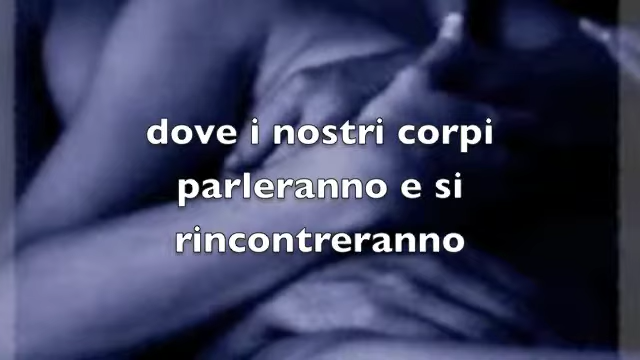 dove i nostri corpi
parleranno e si
rincontreranno